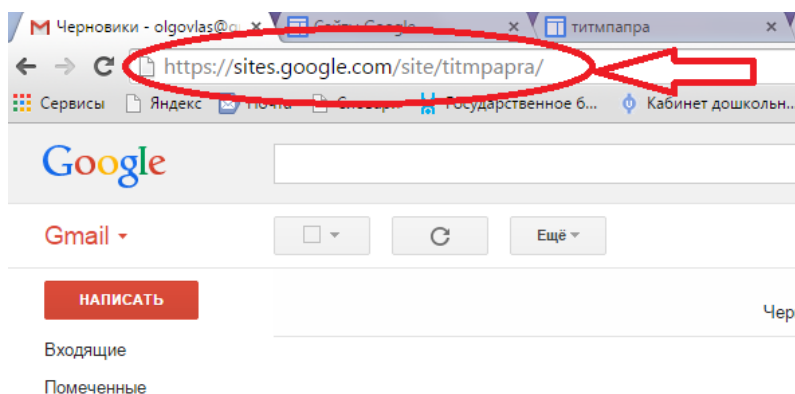 Черновики - olgovlas@g
Сайты Google
титмпапра
https://sites.google.com/site/titmpapra/
Сервисы Яндекс Почта Государственное б... Кабинет дошкольн...
Google
Gmail
Ещё
НАПИСАТЬ
Чер
Входящие
Помеченные